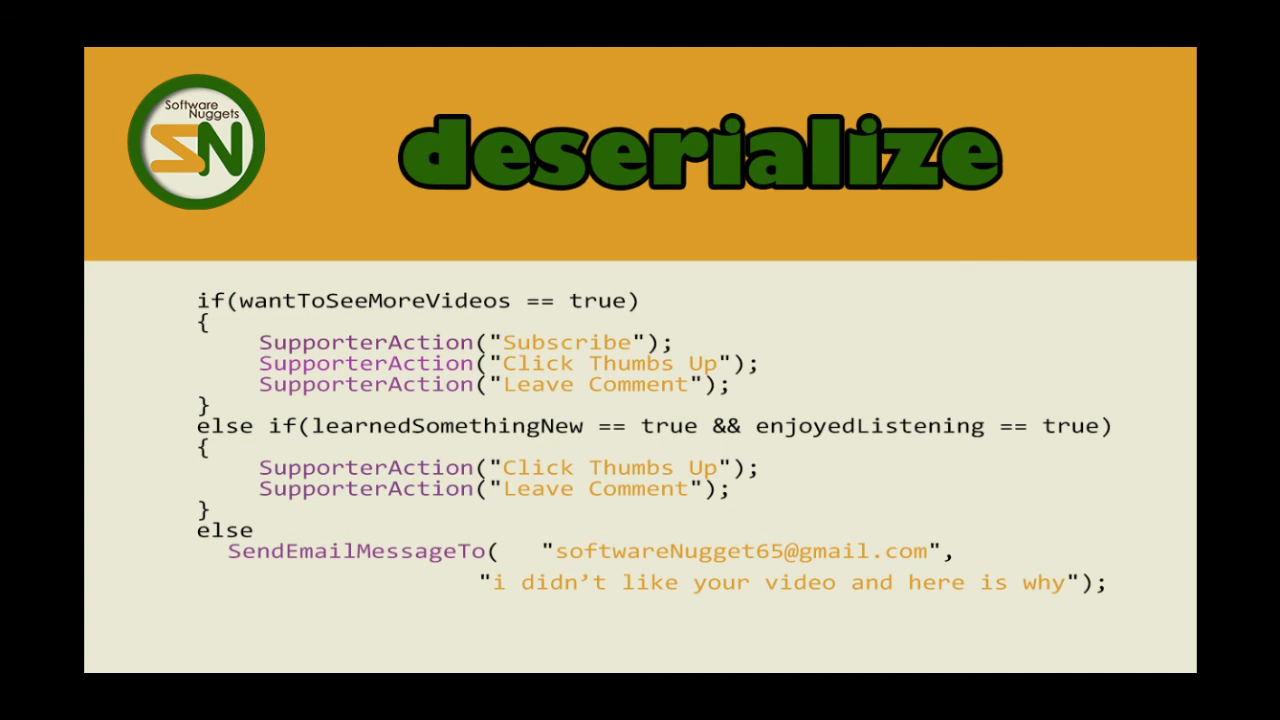 Software
Nuggets
SN
deserialize
if(wantToSeeMoreVideos == true)
{
SupporterAction("Subscribe");
SupporterAction("Click Thumbs Up");
SupporterAction("Leave Comment");
}
else if(learnedSomethingNew == true && enjoyedListening == true)
{
SupporterAction("Click Thumbs Up");
SupporterAction("Leave Comment");
}
else
SendEmailMessageTo( "softwareNugget65@gmail.com",
"i didn’t like your video and here is why");